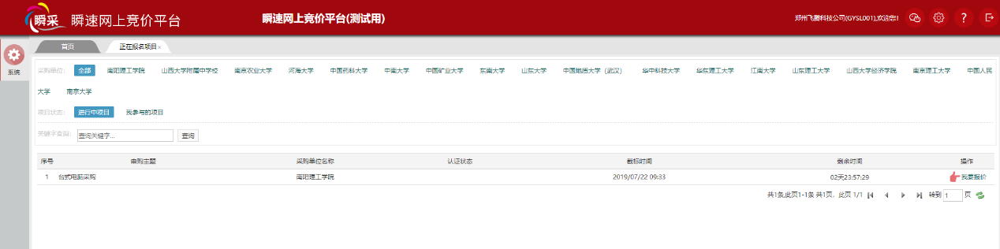 瞬采 瞬速网上竞价平台 瞬速网上竞价平台(测试用) 郑州飞腾科技公司(GYSL001),欢迎您! ?
首页 正在报名项目×
系统
采购单位: 全部 南阳理工学院 山西大学附属中学校 南京农业大学 河海大学 中国药科大学 中南大学 中国矿业大学 东南大学 山东大学 中国地质大学（武汉） 华中科技大学 华东理工大学 江南大学 山东理工大学 山西大学经济学院 南京理工大学 中国人民
大学 南京大学
项目状态: 进行中项目 我参与的项目
关键字查询: 查询关键字... 查询
序号 申购主题 采购单位名称 认证状态 截标时间 剩余时间 操作
1 台式电脑采购 南阳理工学院 2019/07/22 09:33 02天23:57:29 我要报价
共1条,此页1-1条 共1页，此页 1/1 转到 1 页